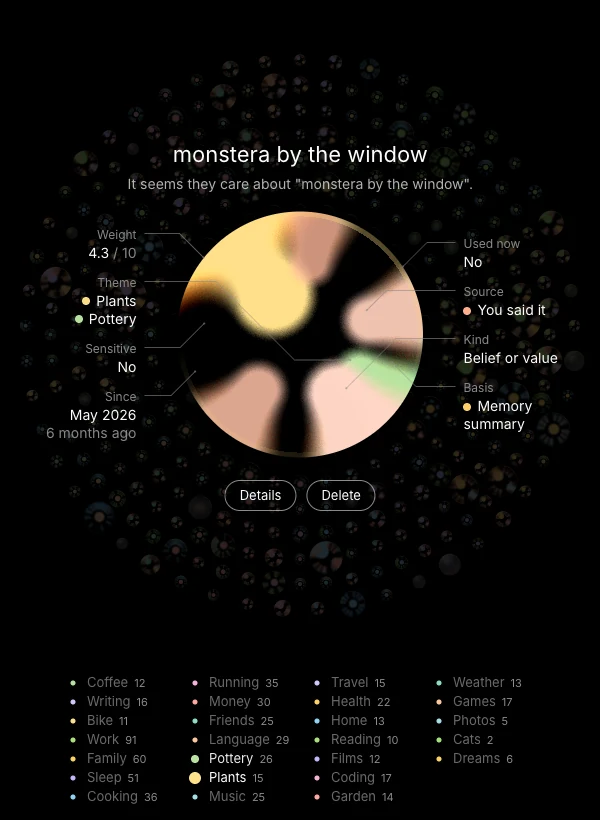 monstera by the window
It seems they care about "monstera by the window".
Weight
4.3 / 10
Theme
Plants
Pottery
Sensitive
No
Since
May 2026
6 months ago
Used now
No
Source
You said it
Kind
Belief or value
Basis
Memory
summary
Details
Delete
Coffee 12
Writing 16
Bike 11
Work 91
Family 60
Sleep 51
Cooking 36
Running 35
Money 30
Friends 25
Language 29
Pottery 26
Plants 15
Music 25
Travel 15
Health 22
Home 13
Reading 10
Films 12
Coding 17
Garden 14
Weather 13
Games 17
Photos 5
Cats 2
Dreams 6